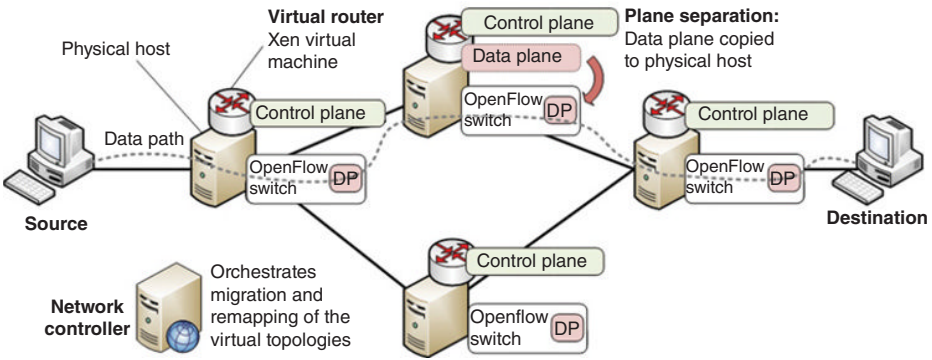 Virtual router
Xen virtual
machine
Physical host
Control plane
Data plane
OpenFlow
switch
DP
Plane separation:
Data plane copied
to physical host
Control plane
OpenFlow
switch
DP
Data path
Source
Control plane
OpenFlow
switch
DP
Destination
Control plane
Openflow
switch
DP
Network
controller
Orchestrates
migration and
remapping of the
virtual topologies